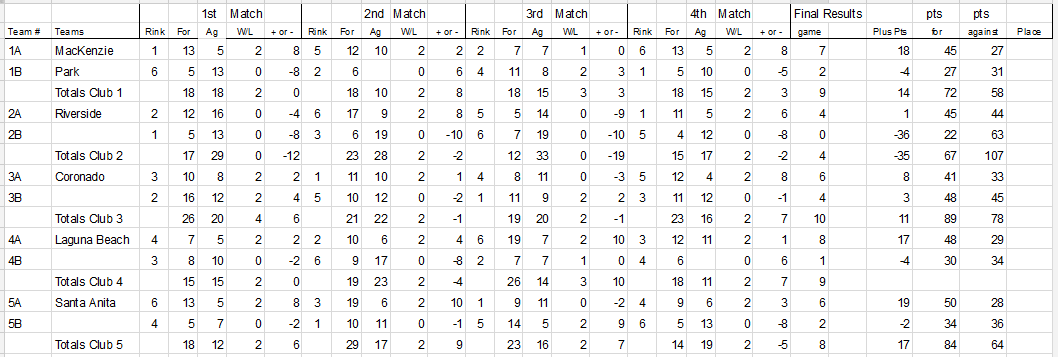 1st Match 2nd Match 3rd Match 4th Match Final Results pts pts
Team # Teams Rink For Ag W/L + or - Rink For Ag W/L + or - Rink For Ag W/L + or - Rink For Ag W/L + or - game Plus Pts for against Place
1A MacKenzie 1 13 5 2 8 5 12 10 2 2 2 7 7 1 0 6 13 5 2 8 7 18 45 27
1B Park 6 5 13 0 -8 2 6 0 6 4 11 8 2 3 1 5 10 0 -5 2 -4 27 31
Totals Club 1 18 18 2 0 18 10 2 8 18 15 3 3 18 15 2 3 9 14 72 58
2A Riverside 2 12 16 0 -4 6 17 9 2 8 5 5 14 0 -9 1 11 5 2 6 4 1 45 44
2B 1 5 13 0 -8 3 6 19 0 -10 6 7 19 0 -10 5 4 12 0 -8 0 -36 22 63
Totals Club 2 17 29 0 -12 23 28 2 -2 12 33 0 -19 15 17 2 -2 4 -35 67 107
3A Coronado 3 10 8 2 2 1 11 10 2 1 4 8 11 0 -3 5 12 4 2 8 6 8 41 33
3B 2 16 12 2 4 5 10 12 0 -2 1 11 9 2 2 3 11 12 0 -1 4 3 48 45
Totals Club 3 26 20 4 6 21 22 2 -1 19 20 2 -1 23 16 2 7 10 11 89 78
4A Laguna Beach 4 7 5 2 2 2 10 6 2 4 6 19 7 2 10 3 12 11 2 1 8 17 48 29
4B 3 8 10 0 -2 6 9 17 0 -8 2 7 7 1 0 4 6 0 6 1 -4 30 34
Totals Club 4 15 15 2 0 19 23 2 -4 26 14 3 10 18 11 2 7 9
5A Santa Anita 6 13 5 2 8 3 19 6 2 10 1 9 11 0 -2 4 9 6 2 3 6 19 50 28
5B 4 5 7 0 -2 1 10 11 0 -1 5 14 5 2 9 6 5 13 0 -8 2 -2 34 36
Totals Club 5 18 12 2 6 29 17 2 9 23 16 2 7 14 19 2 -5 8 17 84 64